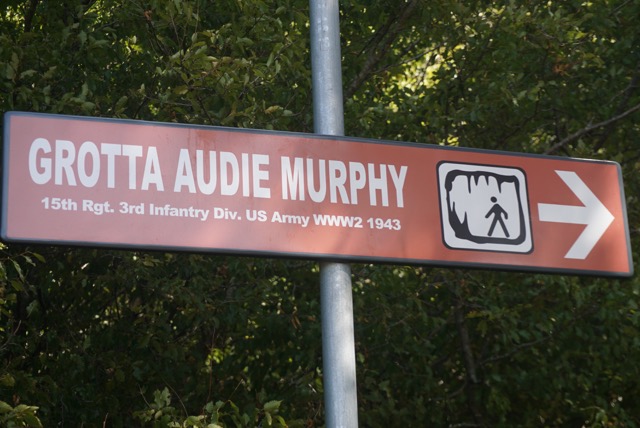 GROTTA AUDIE MURPHY
15th Rgt. 3rd Infantry Div. US Army WWW2 1943